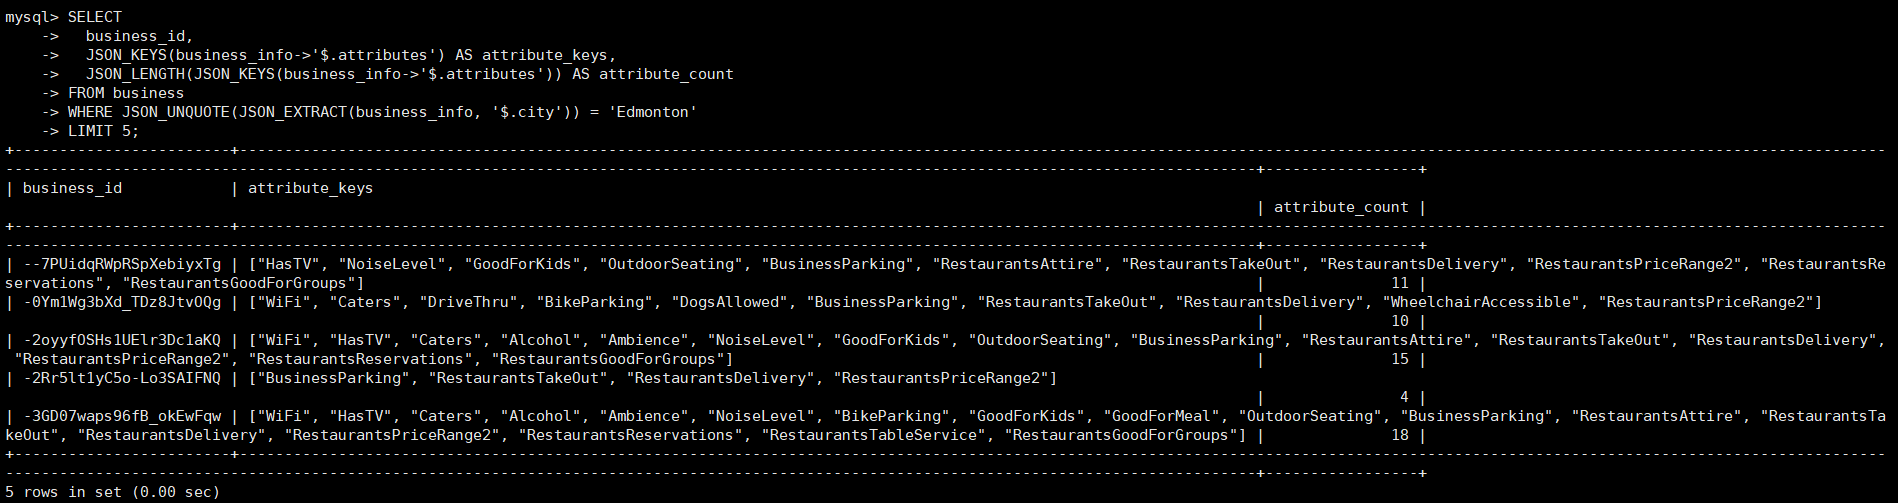 mysql> SELECT
    ->   business_id,
    ->   JSON_KEYS(business_info->'$.attributes') AS attribute_keys,
    ->   JSON_LENGTH(JSON_KEYS(business_info->'$.attributes')) AS attribute_count
    -> FROM business
    -> WHERE JSON_UNQUOTE(JSON_EXTRACT(business_info, '$.city')) = 'Edmonton'
    -> LIMIT 5;
| business_id            | attribute_keys
| attribute_count |
| --7PUidqRWpRSpXebiyxTg | ["HasTV", "NoiseLevel", "GoodForKids", "OutdoorSeating", "BusinessParking", "RestaurantsAttire", "RestaurantsTakeOut", "RestaurantsDelivery", "RestaurantsPriceRange2", "RestaurantsRe
servations", "RestaurantsGoodForGroups"] |              11 |
| -0Ym1Wg3bXd_TDz8JtvOQg | ["WiFi", "Caters", "DriveThru", "BikeParking", "DogsAllowed", "BusinessParking", "RestaurantsTakeOut", "RestaurantsDelivery", "WheelchairAccessible", "RestaurantsPriceRange2"]
|              10 |
| -2oyyfOSHs1UElr3Dc1aKQ | ["WiFi", "HasTV", "Caters", "Alcohol", "Ambience", "NoiseLevel", "GoodForKids", "OutdoorSeating", "BusinessParking", "RestaurantsAttire", "RestaurantsTakeOut", "RestaurantsDelivery",
 "RestaurantsPriceRange2", "RestaurantsReservations", "RestaurantsGoodForGroups"] |              15 |
| -2Rr5lt1yC5o-Lo3SAIFNQ | ["BusinessParking", "RestaurantsTakeOut", "RestaurantsDelivery", "RestaurantsPriceRange2"]
|               4 |
| -3GD07waps96fB_okEwFqw | ["WiFi", "HasTV", "Caters", "Alcohol", "Ambience", "NoiseLevel", "BikeParking", "GoodForKids", "GoodForMeal", "OutdoorSeating", "BusinessParking", "RestaurantsAttire", "RestaurantsTa
keOut", "RestaurantsDelivery", "RestaurantsPriceRange2", "RestaurantsReservations", "RestaurantsTableService", "RestaurantsGoodForGroups"] |              18 |
5 rows in set (0.00 sec)